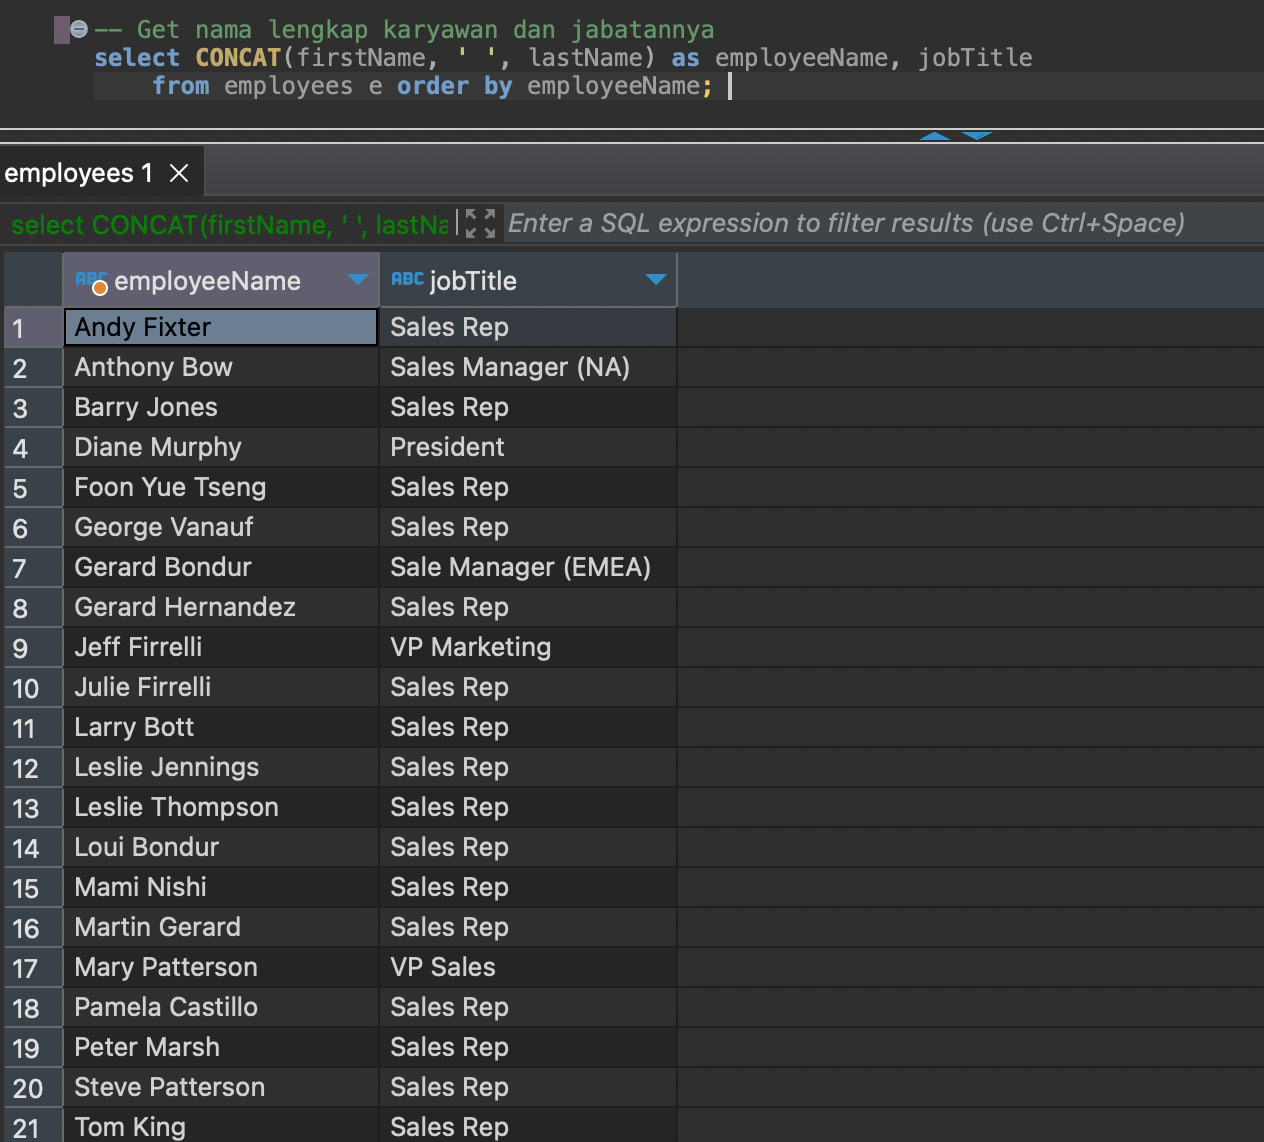 -- Get nama lengkap karyawan dan jabatannya
select CONCAT(firstName, ' ', lastName) as employeeName, jobTitle
from employees e order by employeeName;
employees 1
select CONCAT(firstName, ' ', lastNa
Enter a SQL expression to filter results (use Ctrl+Space)
ABC employeeName ABC jobTitle
1 Andy Fixter Sales Rep
2 Anthony Bow Sales Manager (NA)
3 Barry Jones Sales Rep
4 Diane Murphy President
5 Foon Yue Tseng Sales Rep
6 George Vanauf Sales Rep
7 Gerard Bondur Sale Manager (EMEA)
8 Gerard Hernandez Sales Rep
9 Jeff Firrelli VP Marketing
10 Julie Firrelli Sales Rep
11 Larry Bott Sales Rep
12 Leslie Jennings Sales Rep
13 Leslie Thompson Sales Rep
14 Loui Bondur Sales Rep
15 Mami Nishi Sales Rep
16 Martin Gerard Sales Rep
17 Mary Patterson VP Sales
18 Pamela Castillo Sales Rep
19 Peter Marsh Sales Rep
20 Steve Patterson Sales Rep
21 Tom King Sales Rep